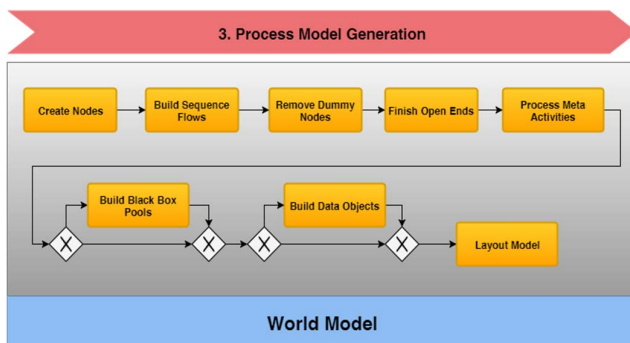 3. Process Model Generation
Create Nodes
Build Sequence
Flows
Remove Dummy
Nodes
Finish Open Ends
Process Meta
Activities
Build Black Box
Pools
Build Data Objects
X
X
X
X
Layout Model
World Model